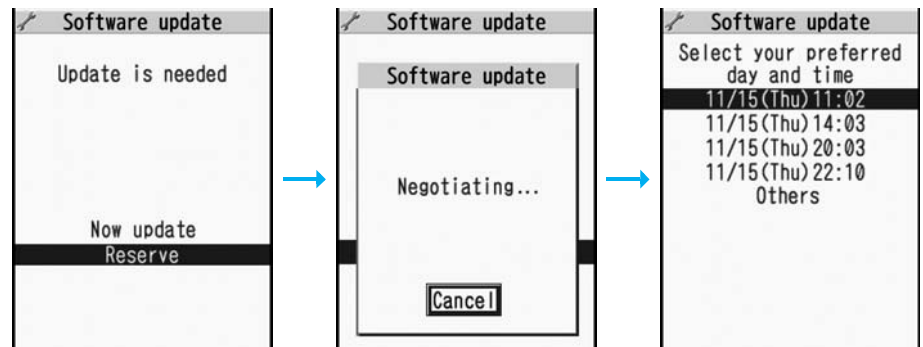 Software update
Update is needed
Now update
Reserve
Software update
Software update
Negotiating...
Cancel
Software update
Select your preferred
day and time
11/15(Thu)11:02
11/15(Thu)14:03
11/15(Thu)20:03
11/15(Thu)22:10
Others